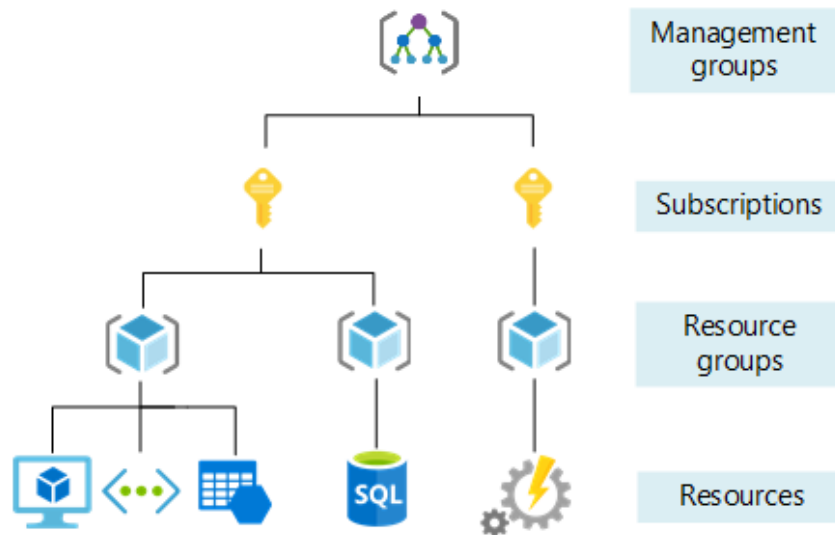 Management
groups
Subscriptions
Resource
groups
SQL
Resources